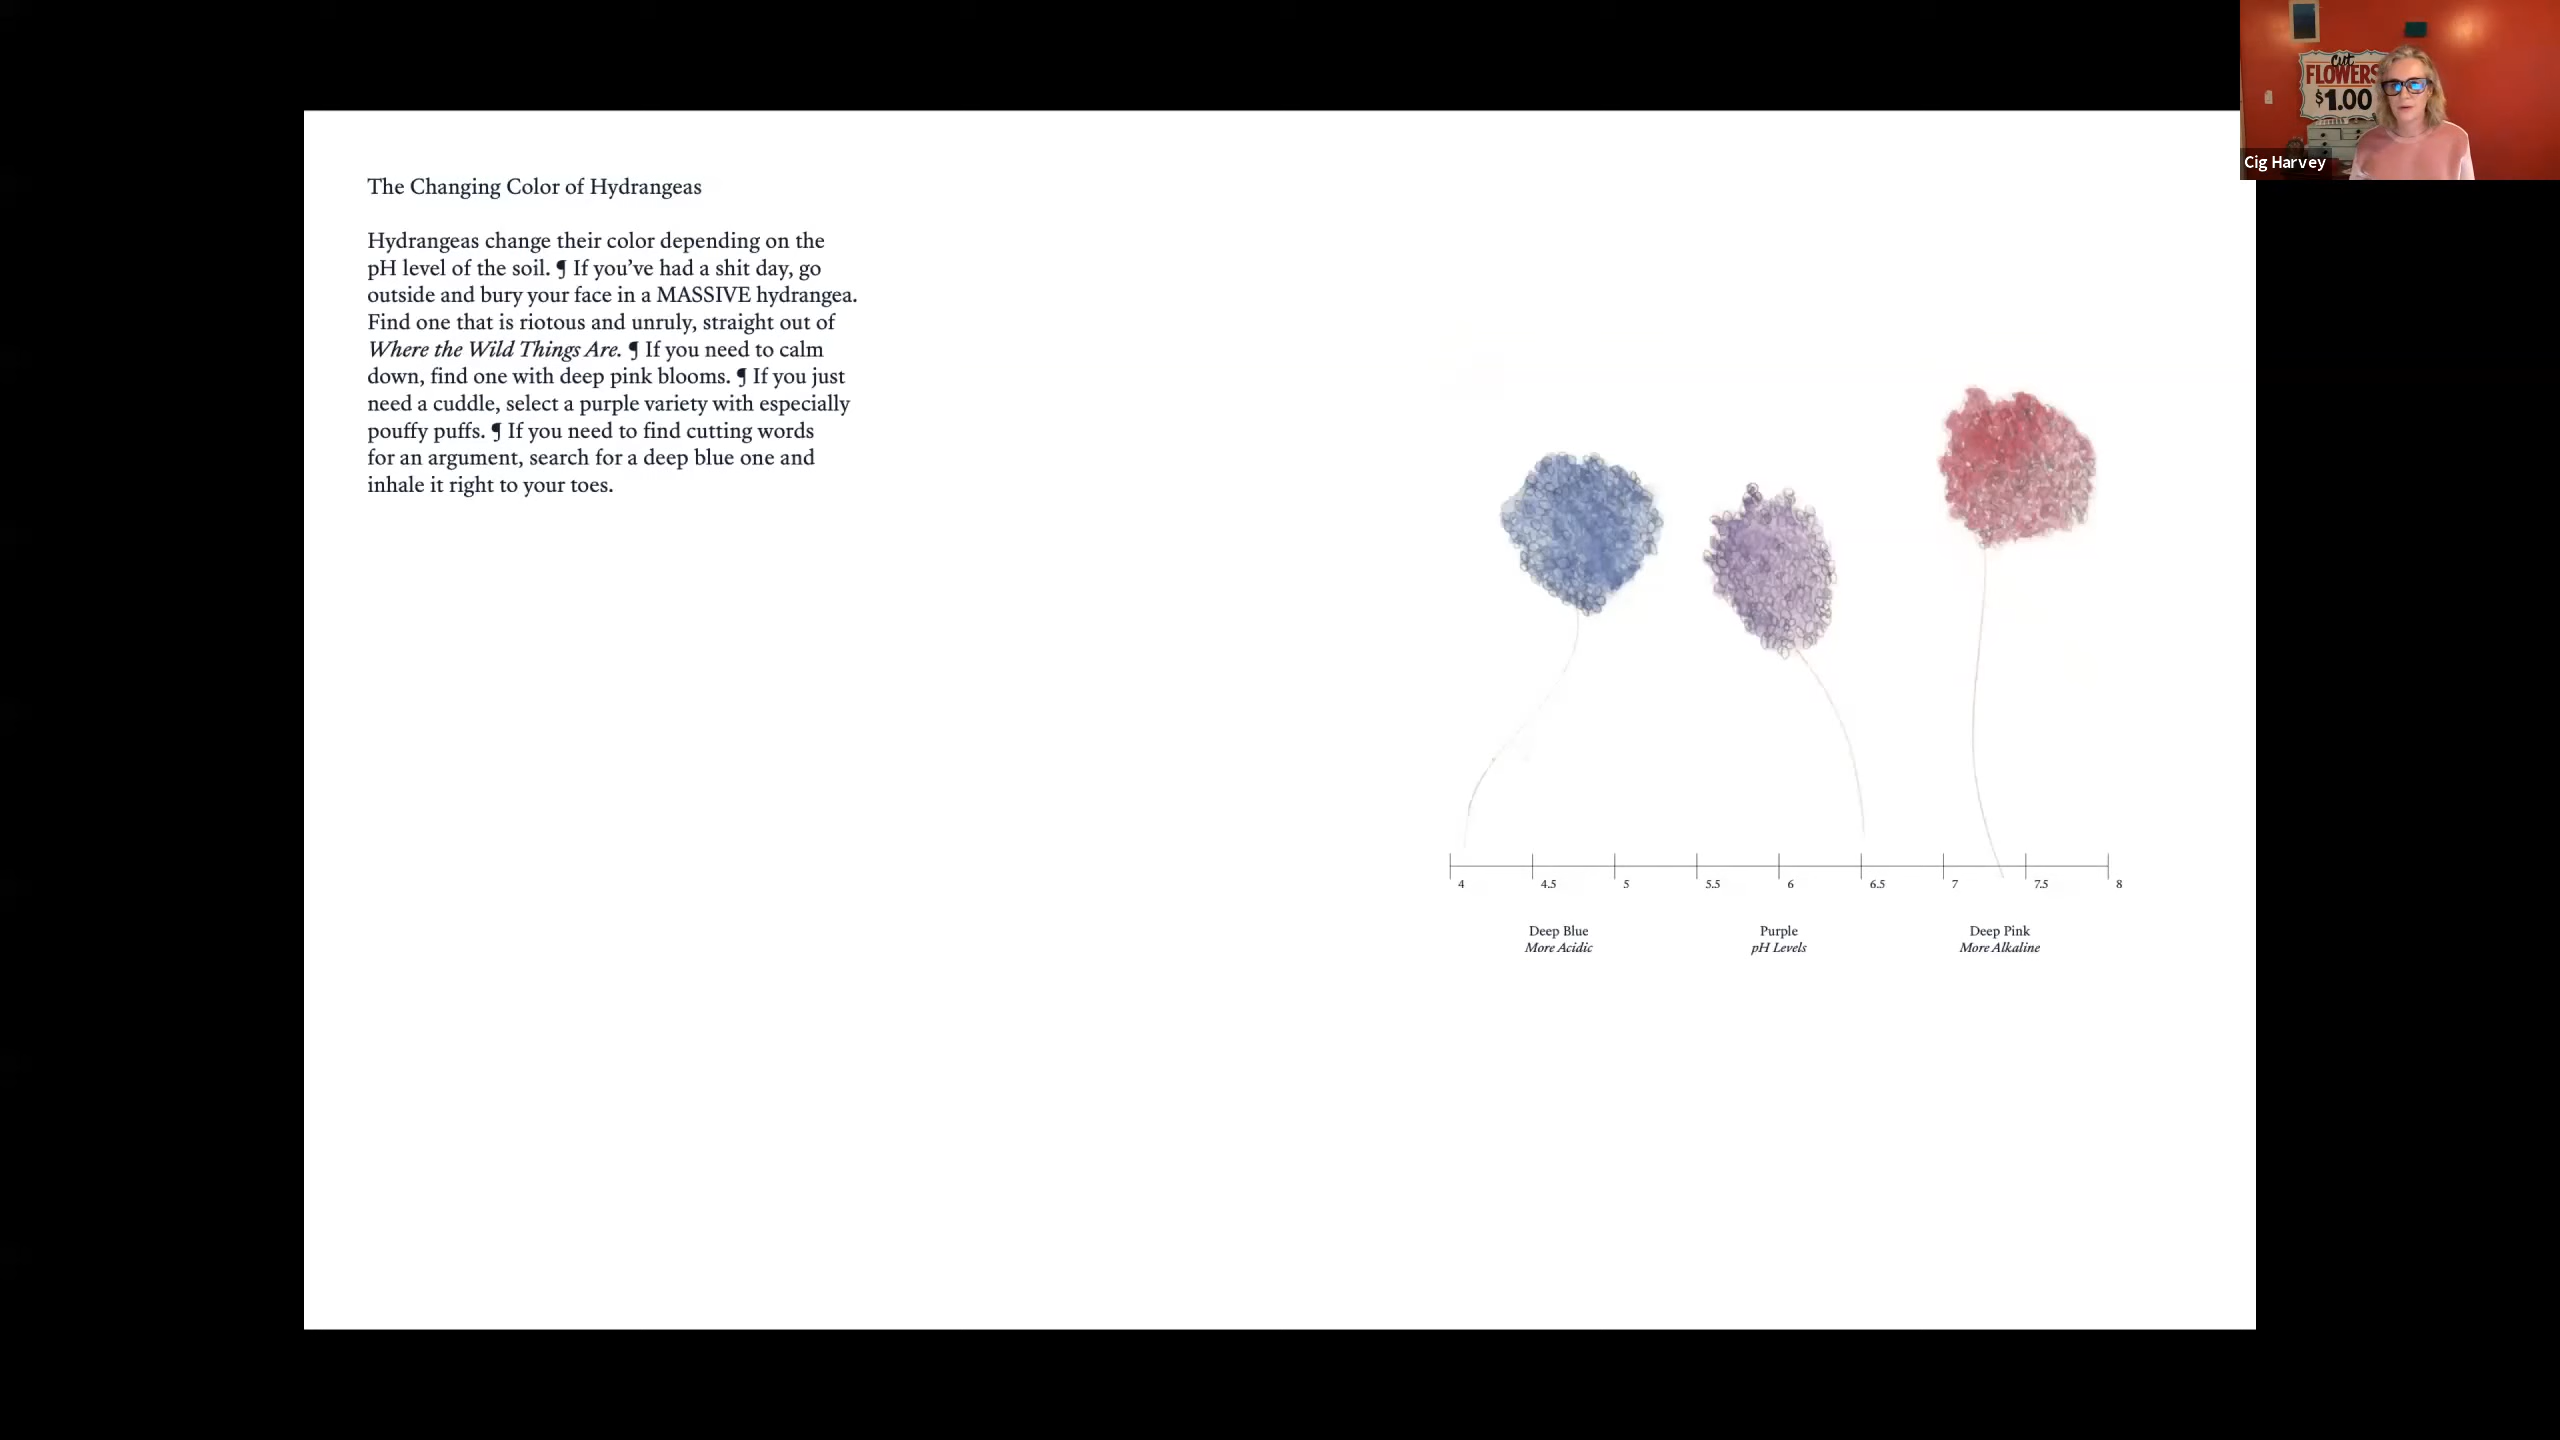 The Changing Color of Hydrangeas
Hydrangeas change their color depending on the
pH level of the soil. ¶ If you’ve had a shit day, go
outside and bury your face in a MASSIVE hydrangea.
Find one that is riotous and unruly, straight out of
Where the Wild Things Are. ¶ If you need to calm
down, find one with deep pink blooms. ¶ If you just
need a cuddle, select a purple variety with especially
pouffy puffs. ¶ If you need to find cutting words
for an argument, search for a deep blue one and
inhale it right to your toes.
4 4.5 5 5.5 6 6.5 7 7.5 8
Deep Blue
More Acidic
Purple
pH Levels
Deep Pink
More Alkaline
Cut
FLOWERS
$1.00
Cig Harvey